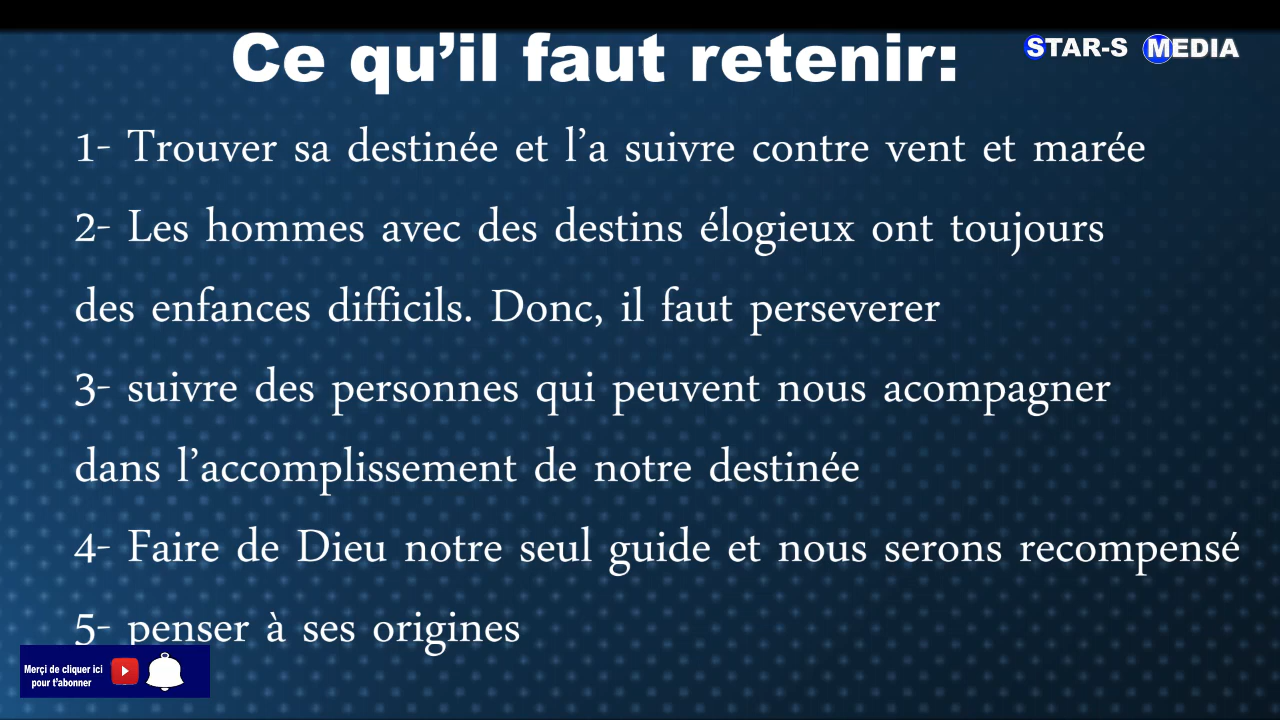 Ce qu'il faut retenir:
STAR-S MEDIA
1- Trouver sa destinée et l'a suivre contre vent et marée
2- Les hommes avec des destins élogieux ont toujours
des enfances difficils. Donc, il faut perseverer
3- suivre des personnes qui peuvent nous acompagner
dans l'accomplissement de notre destinée
4- Faire de Dieu notre seul guide et nous serons recompensé
5- penser à ses origines
Merçi de cliquer ici
pour t'abonner